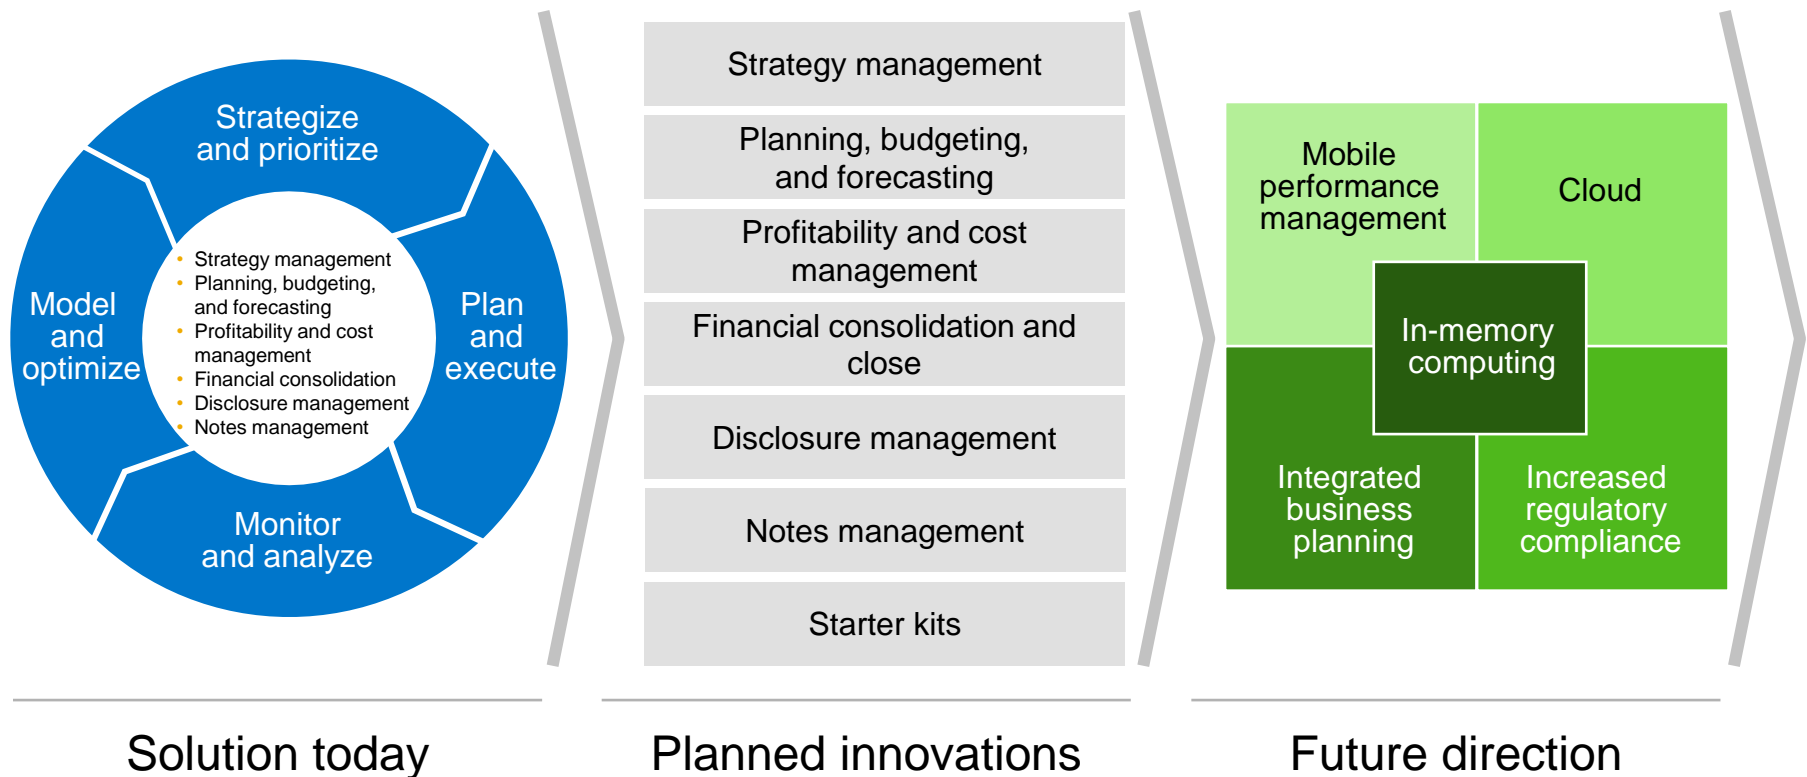 Strategize
and prioritize
Model
and
optimize
Plan
and
execute
Monitor
and analyze
• Strategy management
• Planning, budgeting,
and forecasting
• Profitability and cost
management
• Financial consolidation
• Disclosure management
• Notes management
Solution today
Strategy management
Planning, budgeting,
and forecasting
Profitability and cost
management
Financial consolidation and
close
Disclosure management
Notes management
Starter kits
Planned innovations
Mobile
performance
management
Cloud
In-memory
computing
Integrated
business
planning
Increased
regulatory
compliance
Future direction